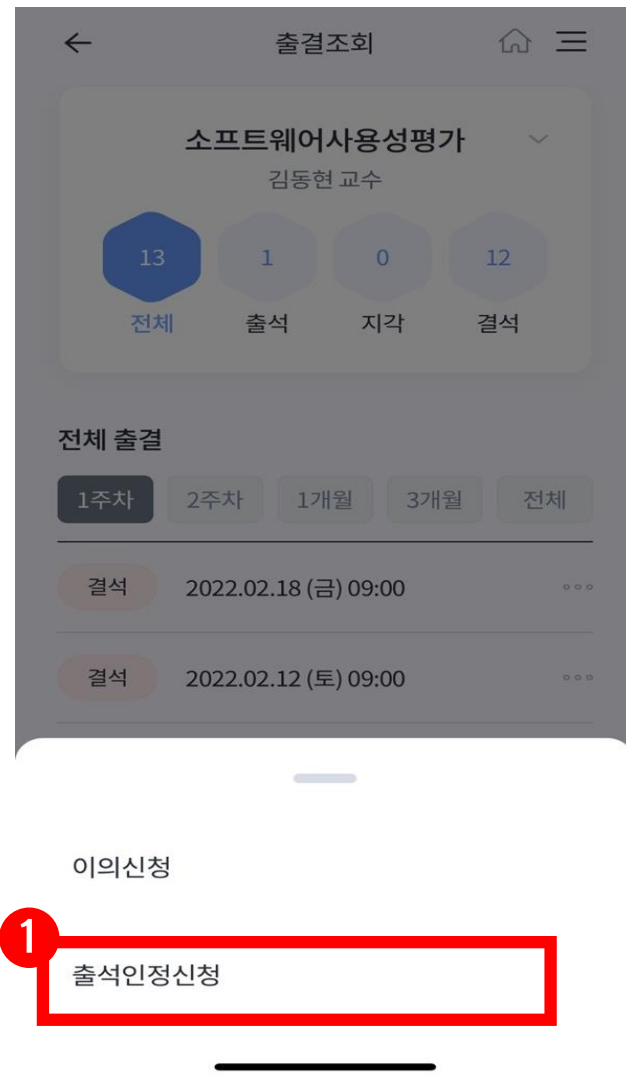 출결조회
소프트웨어사용성평가
김동현 교수
13 1 0 12
전체 출석 지각 결석
전체 출결
1주차 2주차 1개월 3개월 전체
결석 2022.02.18 (금) 09:00
결석 2022.02.12 (토) 09:00
이의신청
1
출석인정신청